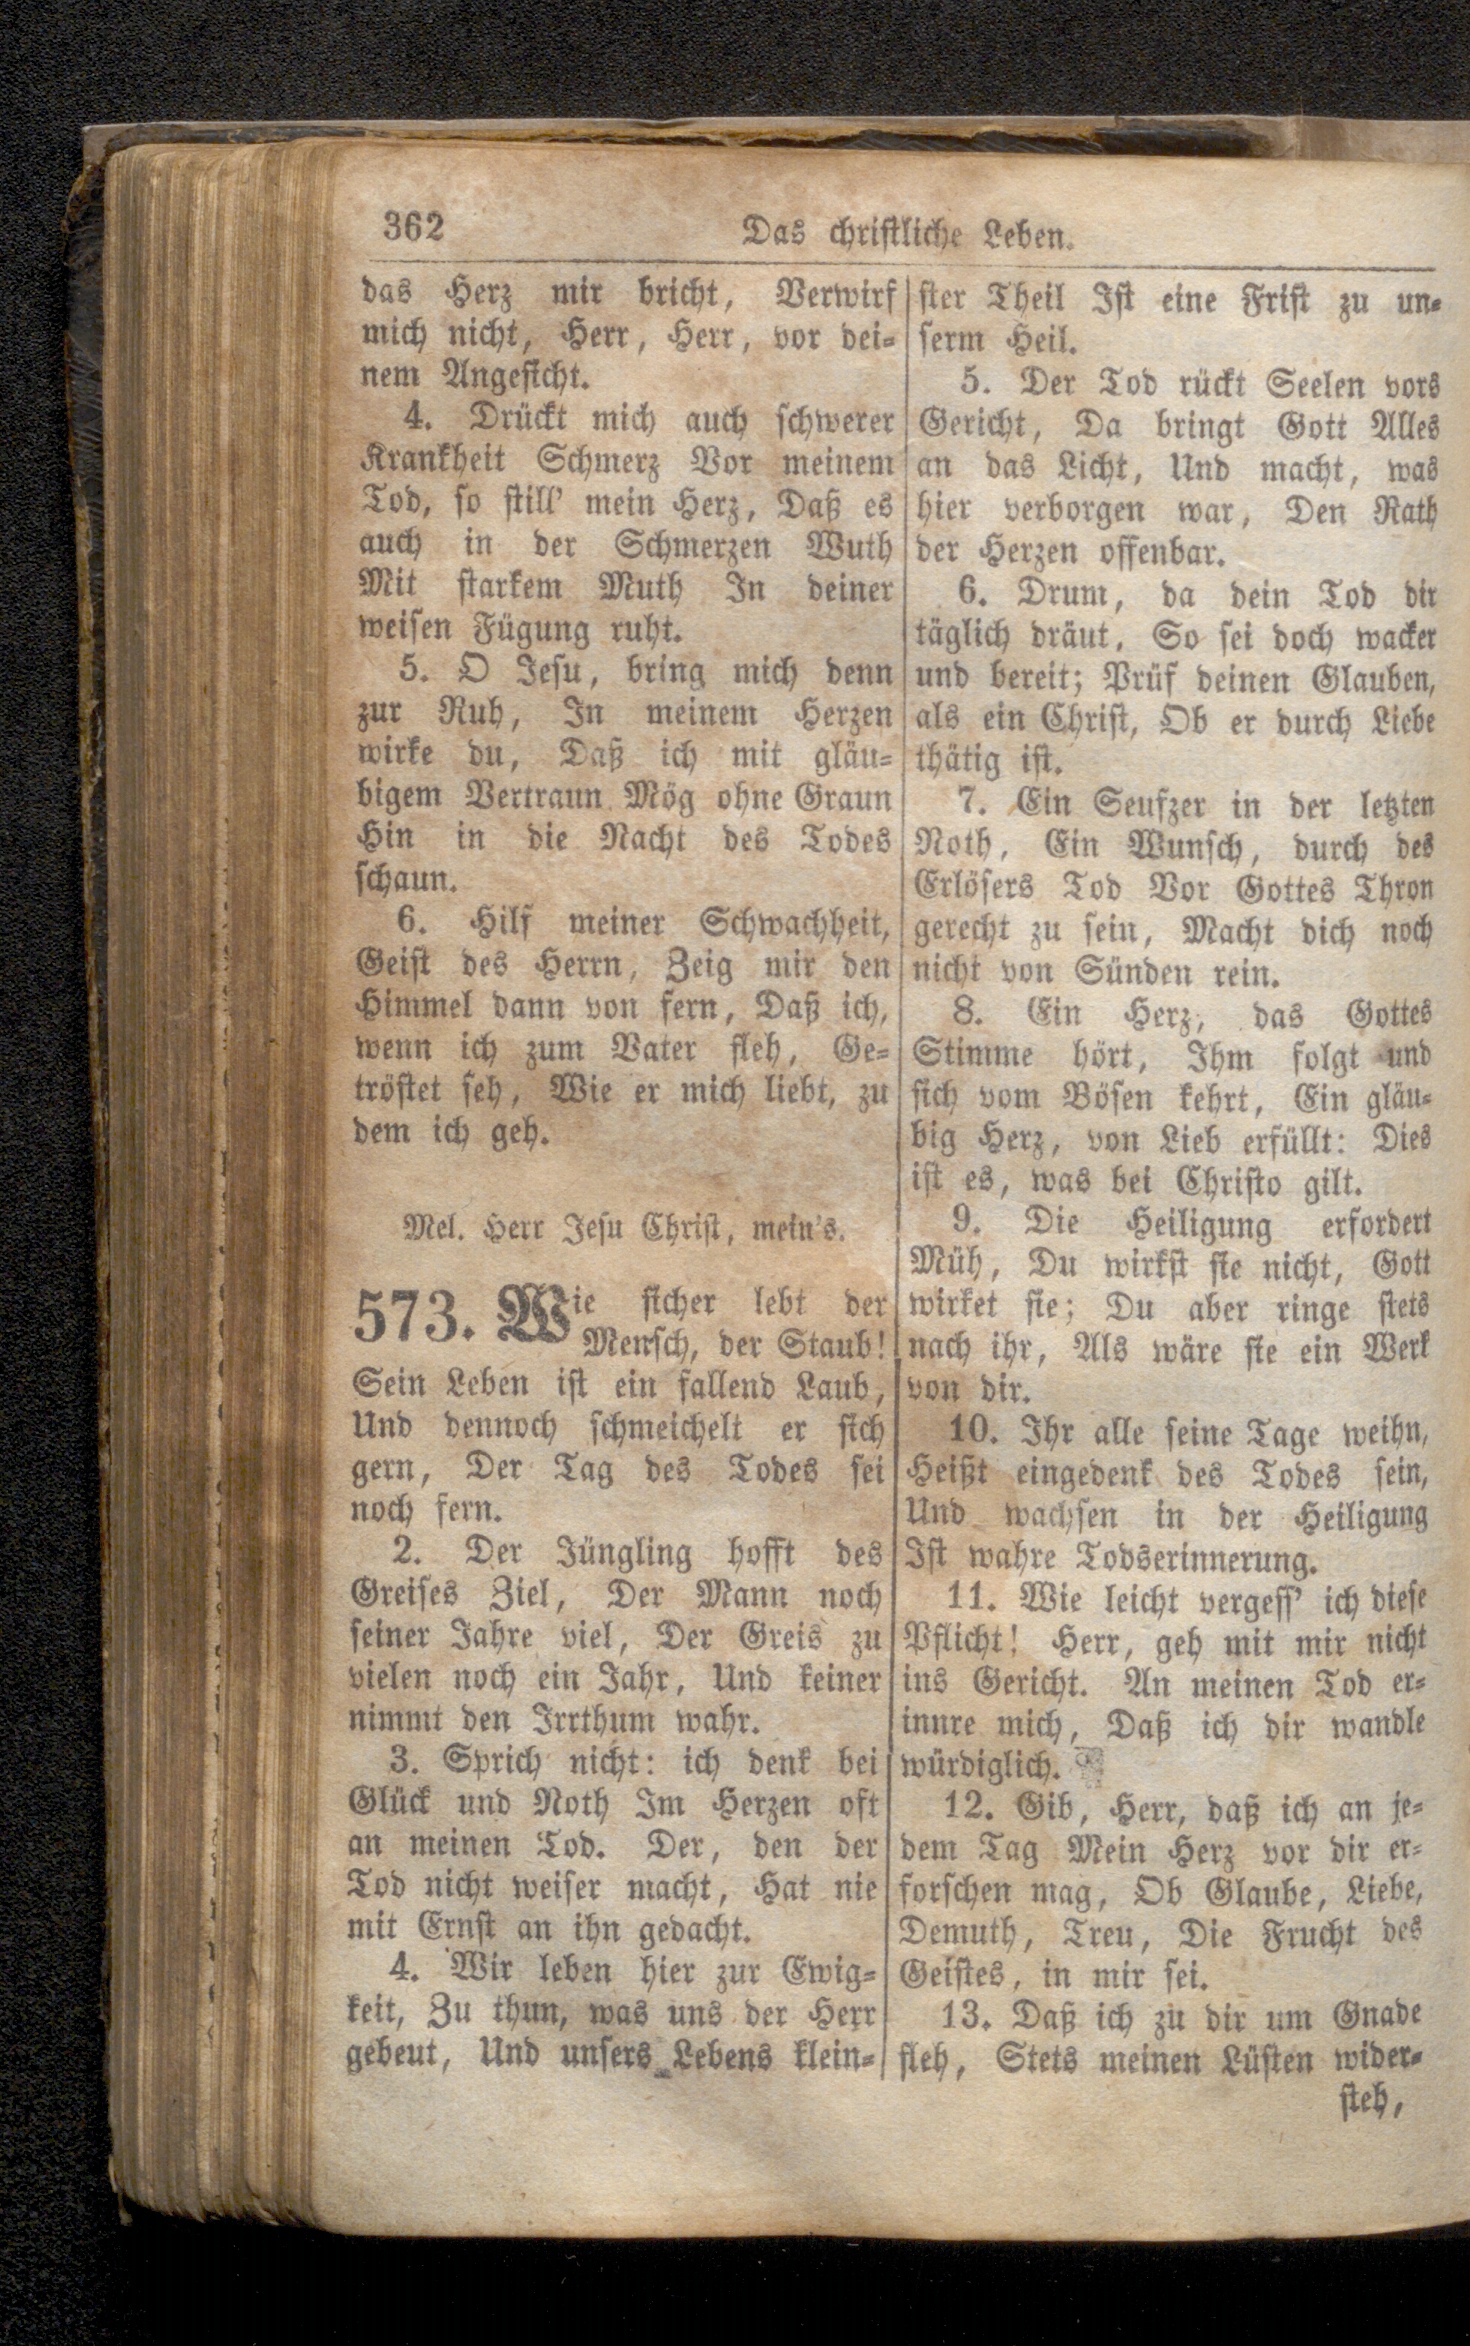 362
Das christliche Leben.
das Herz mir bricht, Verwirf
mich nicht, Herr, Herr, vor dei-
nem Angesicht.
4. Drückt mich auch schwerer
Krankheit Schmerz Vor meinem
Tod, so still' mein Herz, Daß es
auch in der Schmerzen Wuth
Mit starkem Muth In deiner
weisen Fügung ruht.
5. O Jesu, bring mich denn
zur Ruh, In meinem Herzen
wirke du, Daß ich mit gläu-
bigem Vertraun Mög ohne Graun
Hin in die Nacht des Todes
schaun.
6. Hilf meiner Schwachheit,
Geist des Herrn, Zeig mir den
Himmel dann von fern, Daß ich,
wenn ich zum Vater fleh, Ge-
tröstet seh, Wie er mich liebt, zu
dem ich geh.
Mel. Herr Jesu Christ, mein's.
573. Wie sicher lebt der
Mensch, der Staub!
Sein Leben ist ein fallend Laub,
Und dennoch schmeichelt er sich
gern, Der Tag des Todes sei
noch fern.
2. Der Jüngling hofft des
Greises Ziel, Der Mann noch
seiner Jahre viel, Der Greis zu
vielen noch ein Jahr, Und keiner
nimmt den Irrthum wahr.
3. Sprich nicht: ich denk bei
Glück und Noth Im Herzen oft
an meinen Tod. Der, den der
Tod nicht weiser macht, Hat nie
mit Ernst an ihn gedacht.
4. Wir leben hier zur Ewig-
keit, Zu thun, was uns der Herr
gebeut, Und unsers Lebens klein-
ster Theil Ist eine Frist zu un-
serm Heil.
5. Der Tod rückt Seelen vors
Gericht, Da bringt Gott Alles
an das Licht, Und macht, was
hier verborgen war, Den Rath
der Herzen offenbar.
6. Drum, da dein Tod dir
täglich dräut, So sei doch wacker
und bereit; Prüf deinen Glauben,
als ein Christ, Ob er durch Liebe
thätig ist.
7. Ein Seufzer in der letzten
Noth, Ein Wunsch, durch des
Erlösers Tod Vor Gottes Thron
gerecht zu sein, Macht dich noch
nicht von Sünden rein.
8. Ein Herz, das Gottes
Stimme hört, Ihm folgt und
sich vom Bösen kehrt, Ein gläu-
big Herz, von Lieb erfüllt: Dies
ist es, was bei Christo gilt.
9. Die Heiligung erfordert
Müh, Du wirkst sie nicht, Gott
wirket sie; Du aber ringe stets
nach ihr, Als wäre sie ein Werk
von dir.
10. Ihr alle seine Tage weihn,
Heißt eingedenk des Todes sein,
Und wachsen in der Heiligung
Ist wahre Todserinnerung.
11. Wie leicht vergess' ich diese
Pflicht! Herr, geh mit mir nicht
ins Gericht. An meinen Tod er-
innre mich, Daß ich dir wandle
würdiglich.
12. Gib, Herr, daß ich an je-
dem Tag Mein Herz vor dir er-
forschen mag, Ob Glaube, Liebe,
Demuth, Treu, Die Frucht des
Geistes, in mir sei.
13. Daß ich zu dir um Gnade
fleh, Stets meinen Lüsten wider-
steh,